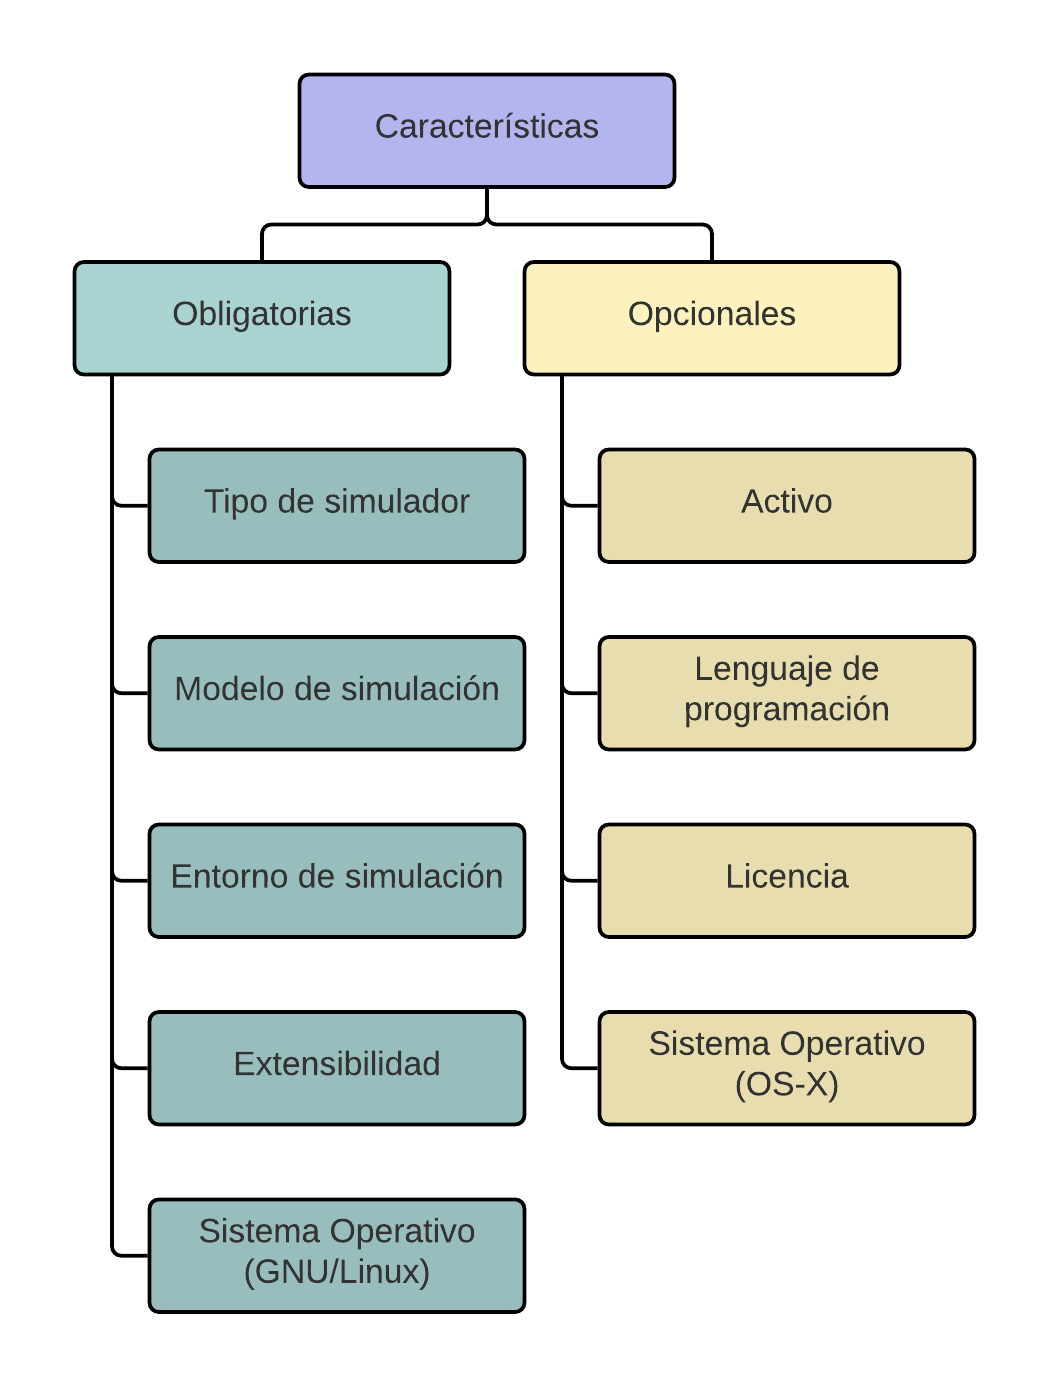 Características
Obligatorias
Opcionales
Tipo de simulador
Modelo de simulación
Entorno de simulación
Extensibilidad
Sistema Operativo
(GNU/Linux)
Activo
Lenguaje de
programación
Licencia
Sistema Operativo
(OS-X)